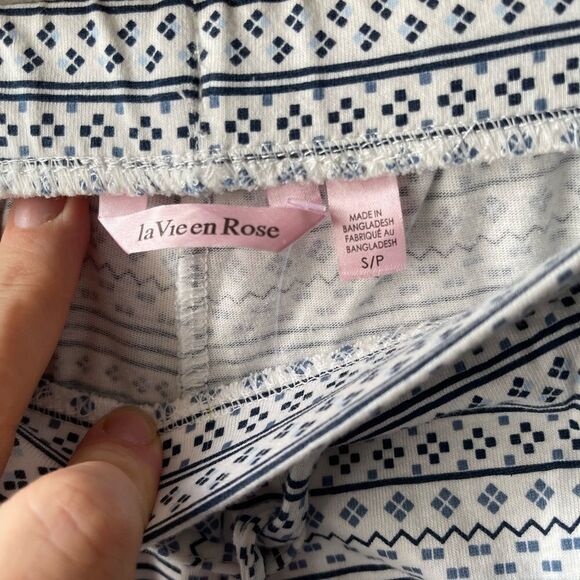 la Vie en Rose
MADE IN
BANGLADESH
FABRIQUÉ AU
BANGLADESH
S/P